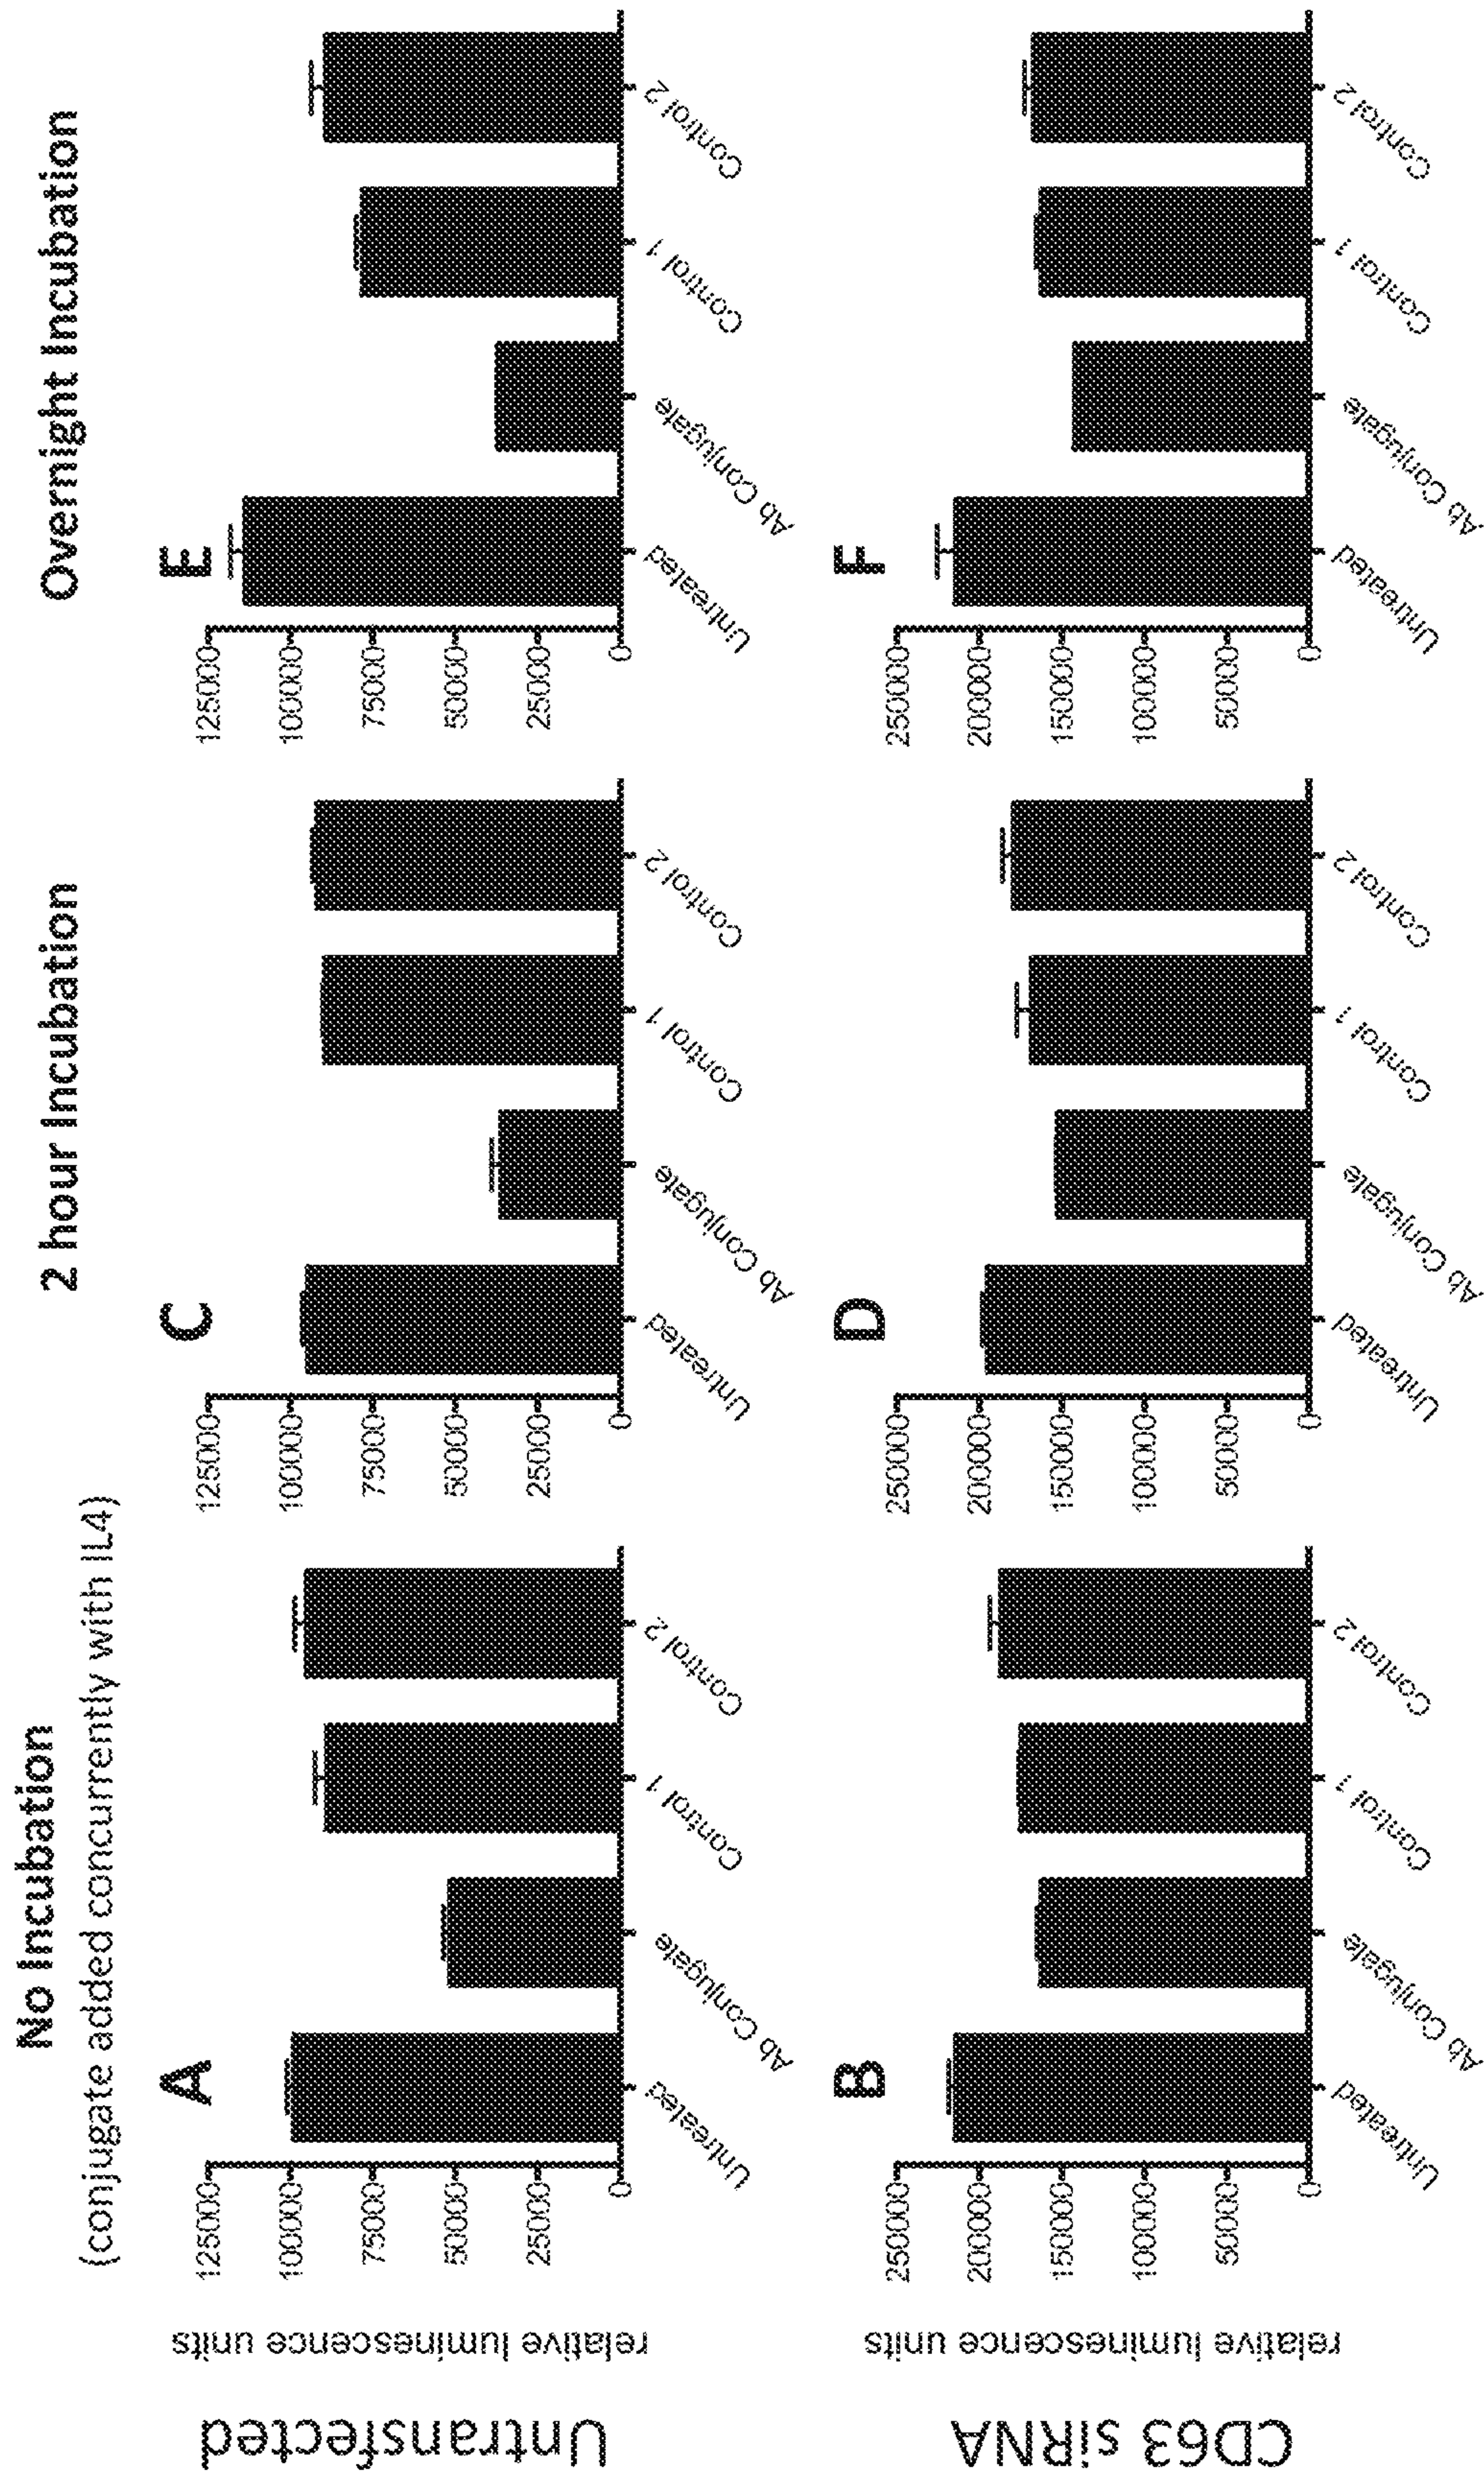 No Incubation
(conjugate added concurrently with IL4)
2 hour Incubation
Overnight Incubation
Untransfected
relative luminescence units
A
125000
100000
75000
50000
25000
0
Untreated
Ab Conjugate
Control 1
Control 2
C
125000
100000
75000
50000
25000
0
Untreated
Ab Conjugate
Control 1
Control 2
E
125000
100000
75000
50000
25000
0
Untreated
Ab Conjugate
Control 1
Control 2
CD63 siRNA
relative luminescence units
B
250000
200000
150000
100000
50000
0
Untreated
Ab Conjugate
Control 1
Control 2
D
250000
200000
150000
100000
50000
0
Untreated
Ab Conjugate
Control 1
Control 2
F
250000
200000
150000
100000
50000
0
Untreated
Ab Conjugate
Control 1
Control 2